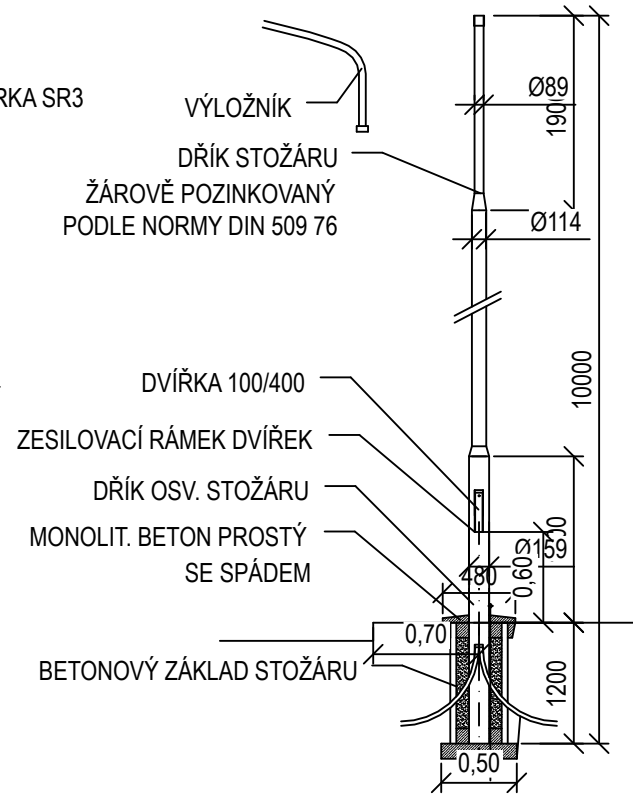 RKA SR3
VÝLOŽNÍK
DŘÍK STOŽÁRU
ŽÁROVĚ POZINKOVANÝ
PODLE NORMY DIN 509 76
Ø89
Ø114
10000
DVÍŘKA 100/400
ZESILOVACÍ RÁMEK DVÍŘEK
DŘÍK OSV. STOŽÁRU
MONOLIT. BETON PROSTÝ
SE SPÁDEM
Ø159
480
0,60
0,70
BETONOVÝ ZÁKLAD STOŽÁRU
1200
0,50